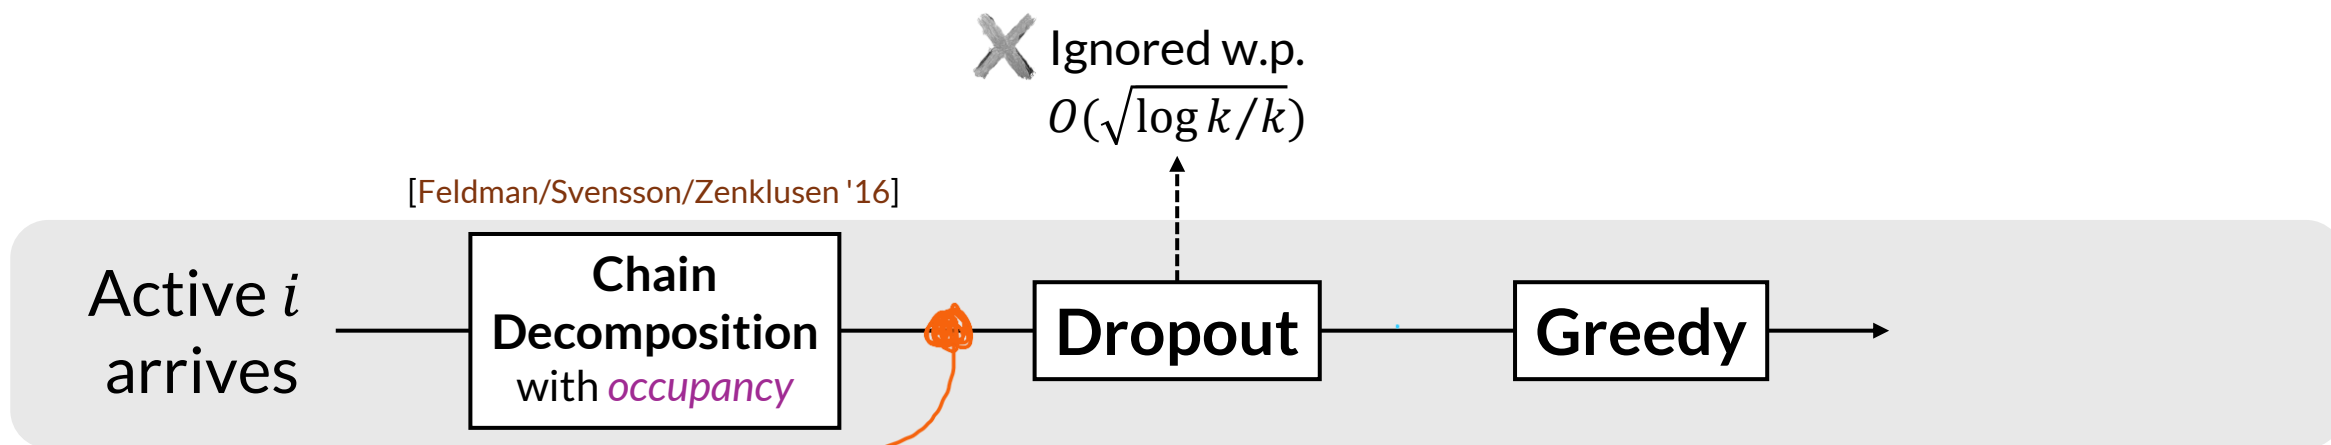 Ignored w.p.
O(√log k/k)
[Feldman/Svensson/Zenklusen '16]
Active i
arrives
Chain
Decomposition
with occupancy
Dropout
Greedy